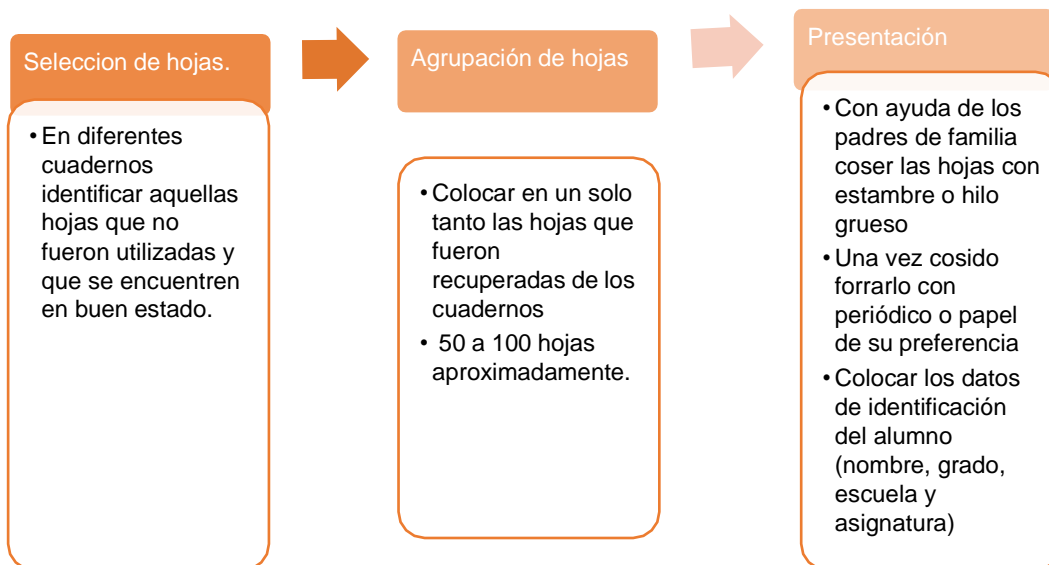 Seleccion de hojas.
• En diferentes
cuadernos
identificar aquellas
hojas que no
fueron utilizadas y
que se encuentren
en buen estado.
Agrupación de hojas
• Colocar en un solo
tanto las hojas que
fueron
recuperadas de los
cuadernos
• 50 a 100 hojas
aproximadamente.
Presentación
• Con ayuda de los
padres de familia
coser las hojas con
estambre o hilo
grueso
• Una vez cosido
forrarlo con
periódico o papel
de su preferencia
• Colocar los datos
de identificación
del alumno
(nombre, grado,
escuela y
asignatura)